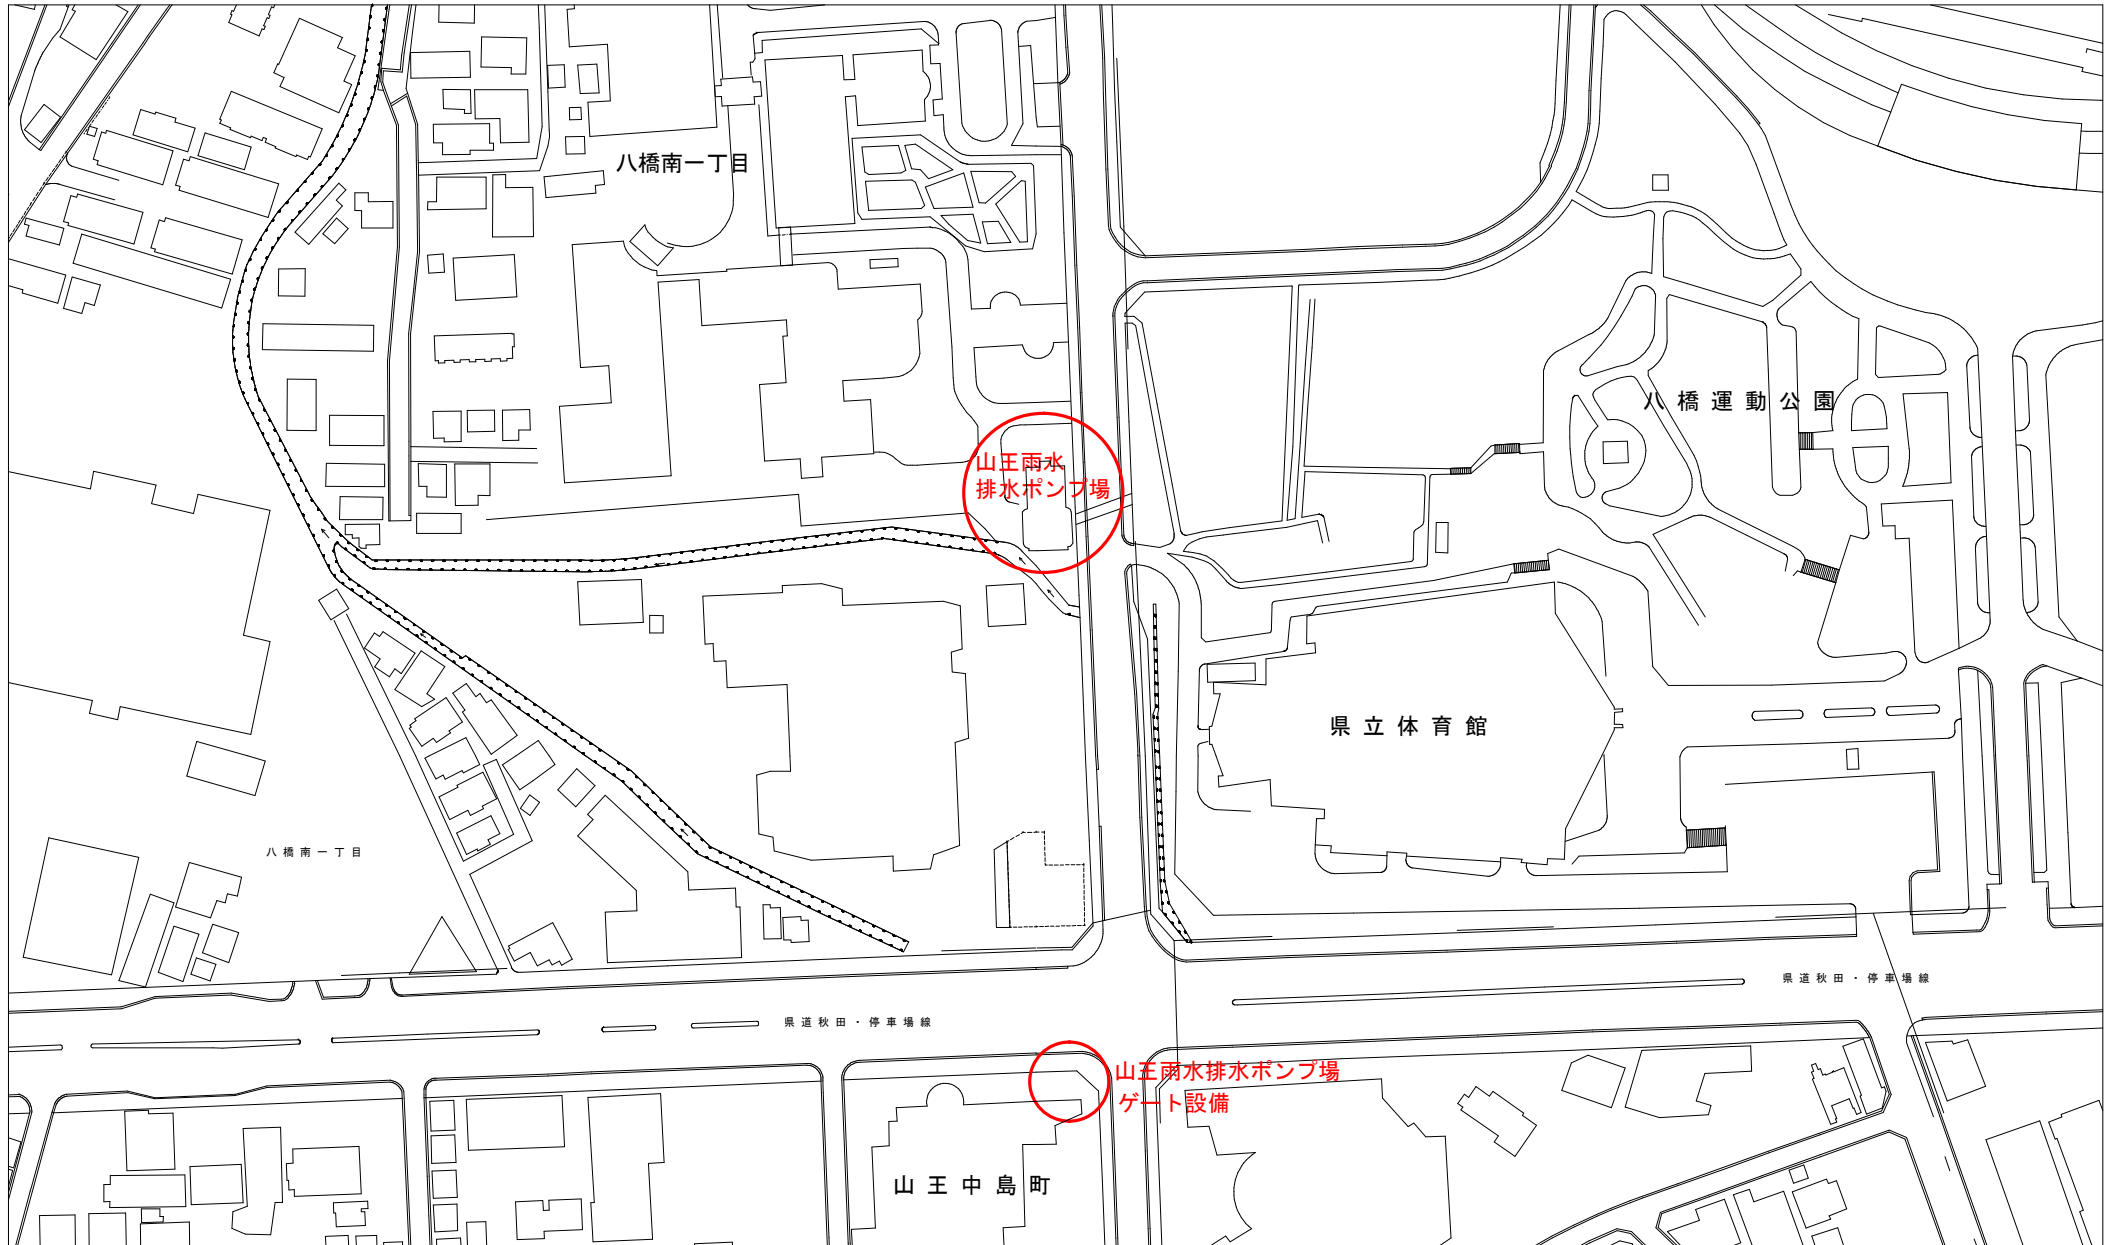 八橋南一丁目
八橋運動公園
山王雨水
排水ポンプ場
県立体育館
八橋南一丁目
県道秋田・停車場線
県道秋田・停車場線
山王雨水排水ポンプ場
ゲート設備
山王中島町